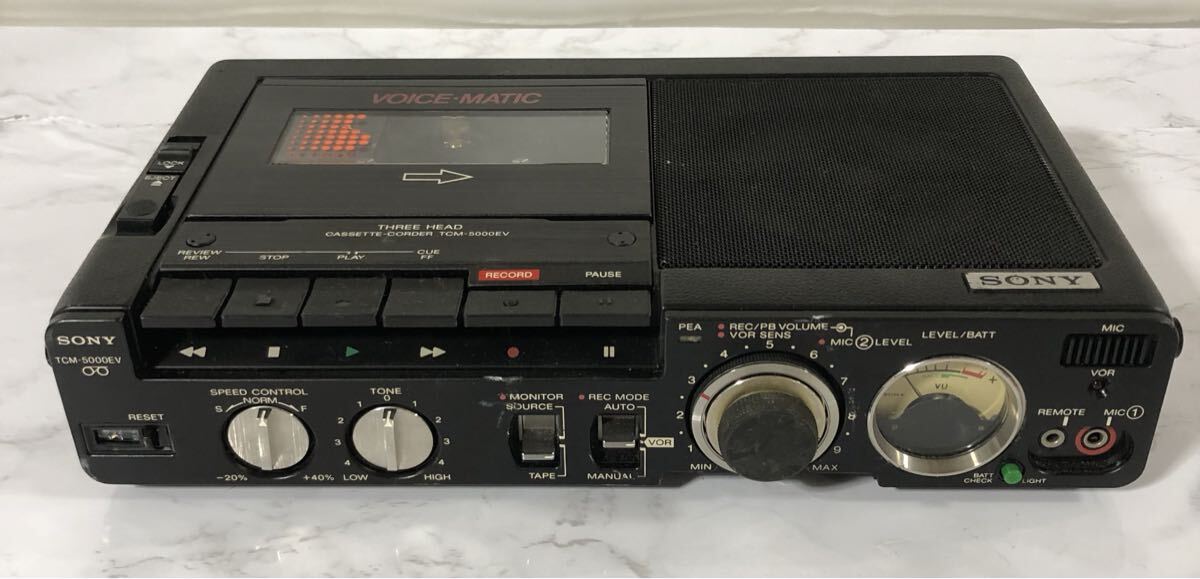 VOICE-MATIC
LOCK
EJECT
THREE HEAD
CASSETTE-CORDER TCM-5000EV
REVIEW
REW
STOP
PLAY
CUE
FF
RECORD
PAUSE
SONY
SONY
TCM-5000EV
RESET
SPEED CONTROL
NORM
S
F
-20%
+40%
TONE
0
1
1
2
2
3
3
4
4
LOW
HIGH
MONITOR
SOURCE
TAPE
REC MODE
AUTO
VOR
MANUAL
PEA
REC/PB VOLUME
VOR SENS
MIC ② LEVEL
1
2
3
4
5
6
7
8
9
MIN
MAX
LEVEL/BATT
VU
+
BATT
CHECK
LIGHT
MIC
VOR
REMOTE
MIC ①